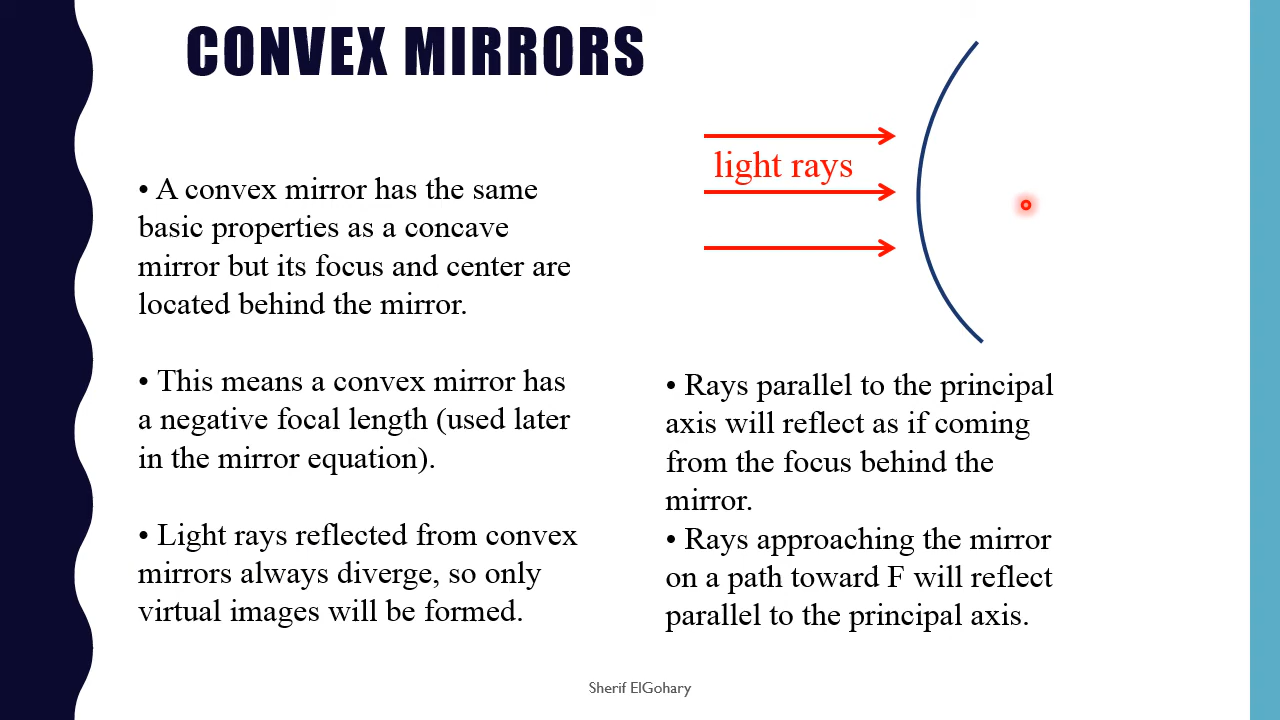 CONVEX MIRRORS
light rays
• A convex mirror has the same
basic properties as a concave
mirror but its focus and center are
located behind the mirror.
• This means a convex mirror has
a negative focal length (used later
in the mirror equation).
• Light rays reflected from convex
mirrors always diverge, so only
virtual images will be formed.
• Rays parallel to the principal
axis will reflect as if coming
from the focus behind the
mirror.
• Rays approaching the mirror
on a path toward F will reflect
parallel to the principal axis.
Sherif ElGohary